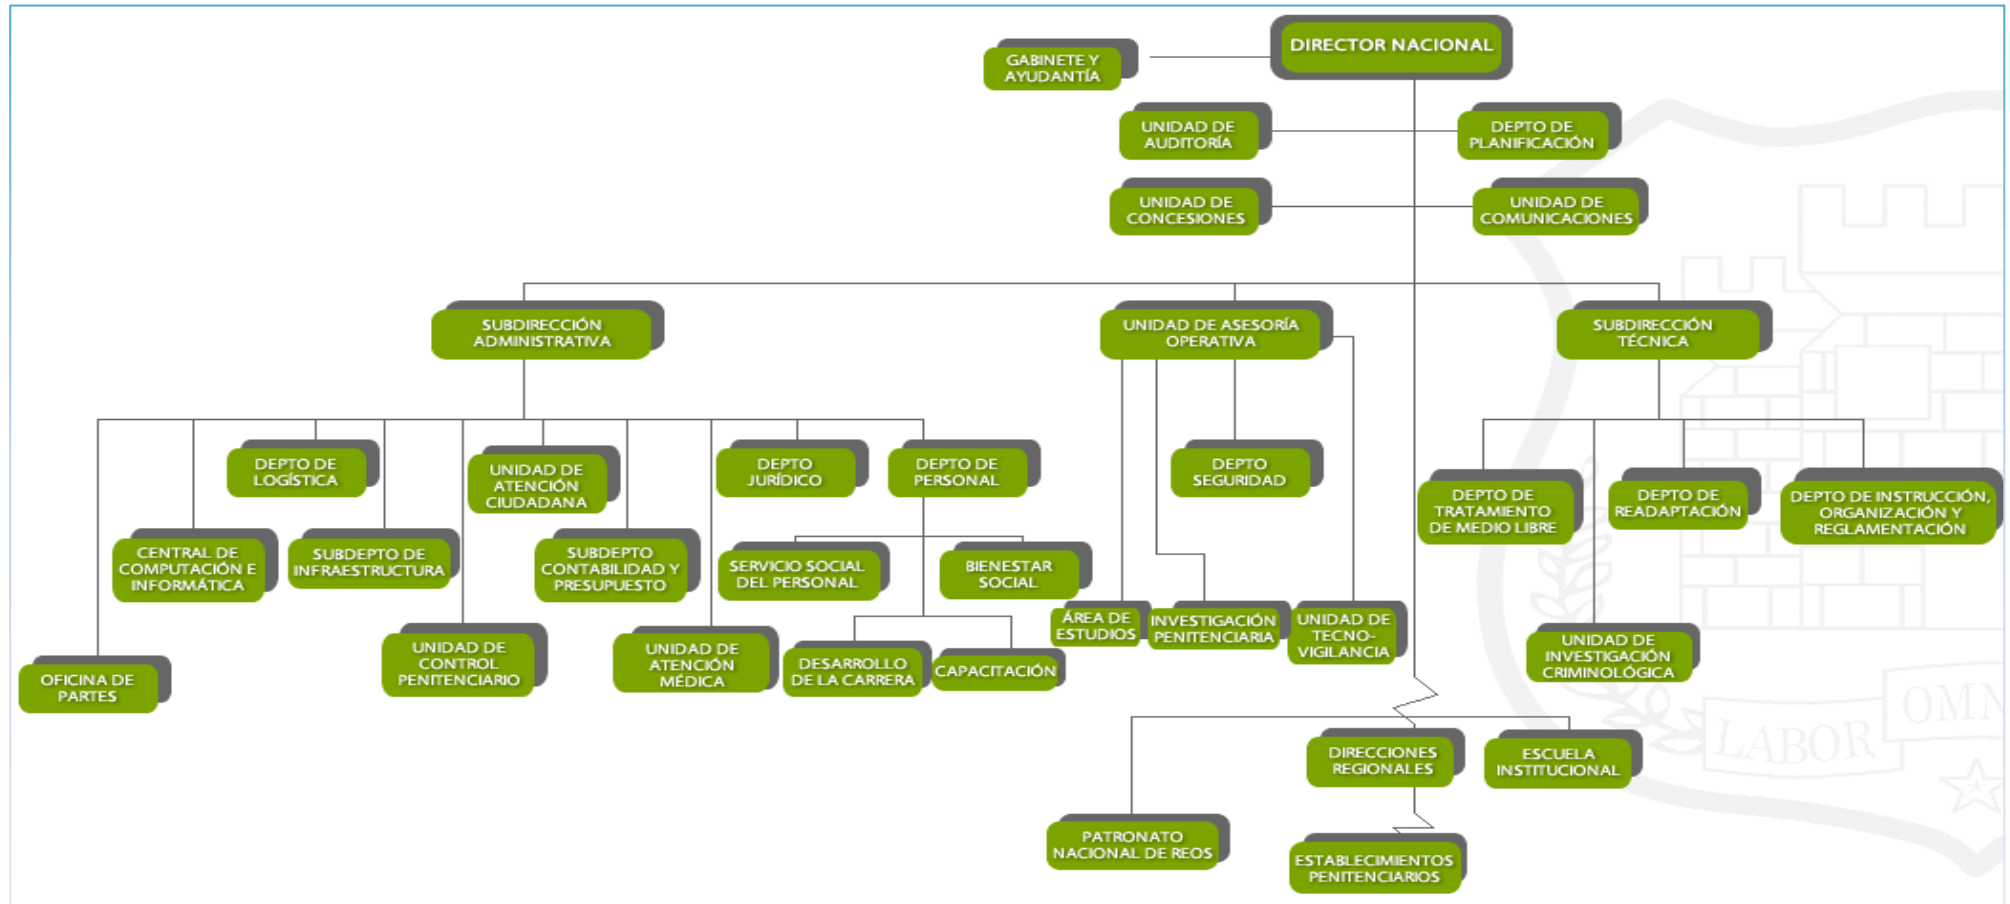 DIRECTOR NACIONAL
GABINETE Y
AYUDANTÍA
UNIDAD DE
AUDITORÍA
DEPTO DE
PLANIFICACIÓN
UNIDAD DE
CONCESIONES
UNIDAD DE
COMUNICACIONES
SUBDIRECCIÓN
ADMINISTRATIVA
UNIDAD DE ASESORÍA
OPERATIVA
SUBDIRECCIÓN
TÉCNICA
DEPTO DE
LOGÍSTICA
UNIDAD DE
ATENCIÓN
CIUDADANA
DEPTO
JURÍDICO
DEPTO DE
PERSONAL
DEPTO
SEGURIDAD
DEPTO DE
TRATAMIENTO
DE MEDIO LIBRE
DEPTO DE
READAPTACIÓN
DEPTO DE INSTRUCCIÓN,
ORGANIZACIÓN Y
REGLAMENTACIÓN
CENTRAL DE
COMPUTACIÓN E
INFORMÁTICA
SUBDEPTO DE
INFRAESTRUCTURA
SUBDEPTO
CONTABILIDAD Y
PRESUPUESTO
SERVICIO SOCIAL
DEL PERSONAL
BIENESTAR
SOCIAL
ÁREA DE
ESTUDIOS
INVESTIGACIÓN
PENITENCIARIA
UNIDAD DE
TECNO-
VIGILANCIA
UNIDAD DE
INVESTIGACIÓN
CRIMINOLÓGICA
OFICINA DE
PARTES
UNIDAD DE
CONTROL
PENITENCIARIO
UNIDAD DE
ATENCIÓN
MÉDICA
DESARROLLO
DE LA CARRERA
CAPACITACIÓN
DIRECCIONES
REGIONALES
ESCUELA
INSTITUCIONAL
PATRONATO
NACIONAL DE REOS
ESTABLECIMIENTOS
PENITENCIARIOS
LABOR OMN